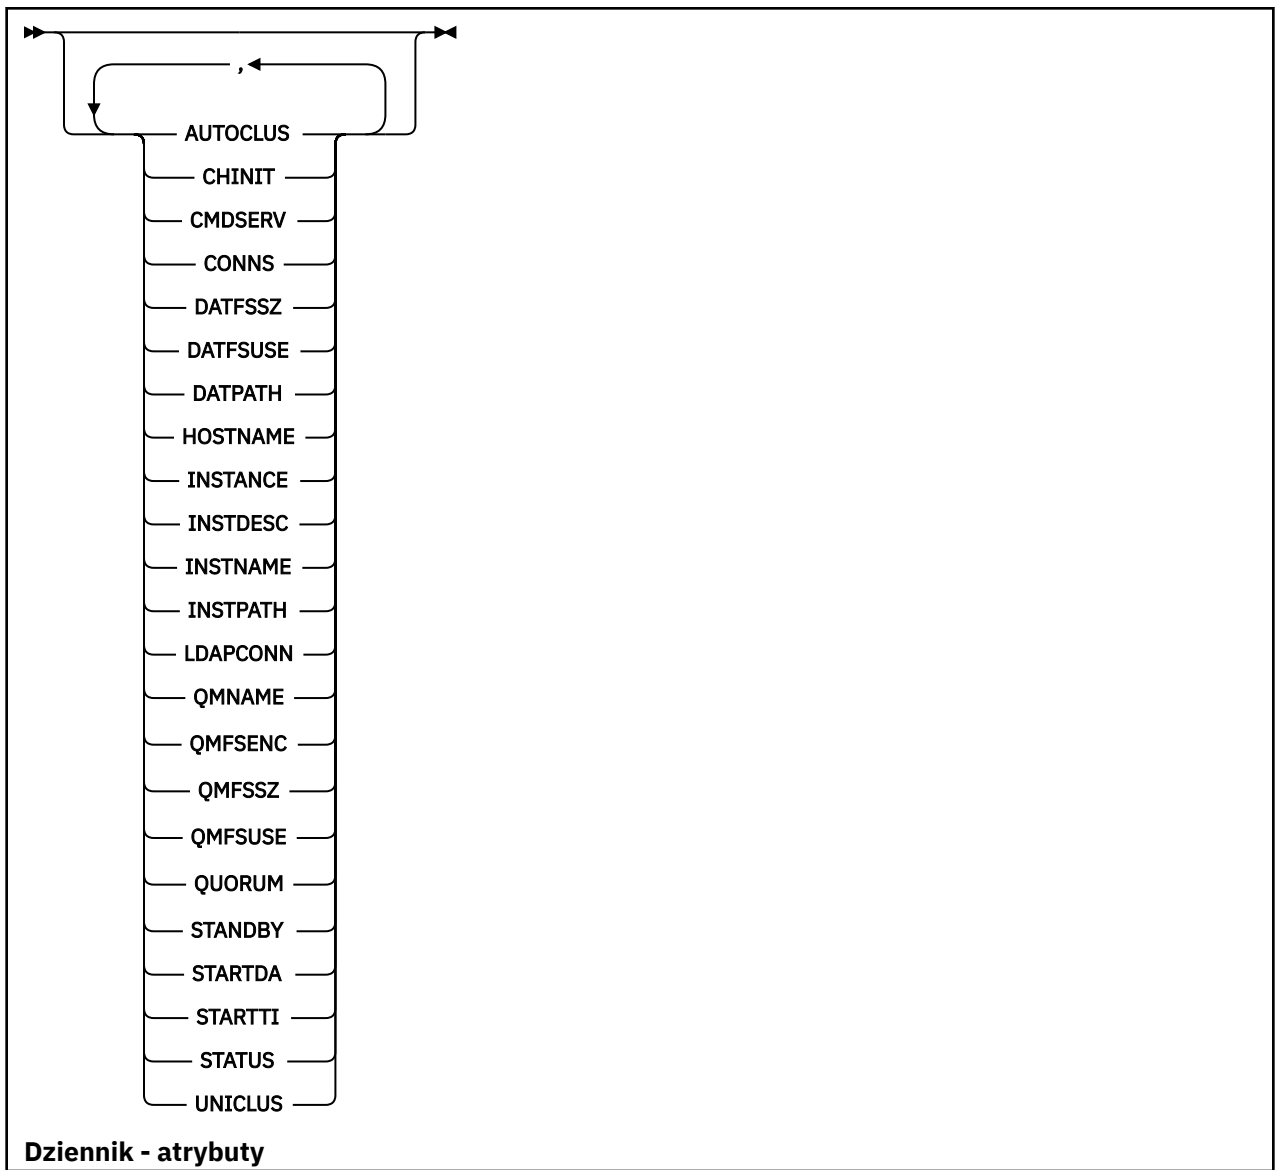 ,
AUTOCLUS
CHINIT
CMDSERV
CONNS
DATFSSZ
DATFSUSE
DATPATH
HOSTNAME
INSTANCE
INSTDESC
INSTNAME
INSTPATH
LDAPCONN
QMNAME
QMFSENC
QMFSSZ
QMFSUSE
QUORUM
STANDBY
STARTDA
STARTTI
STATUS
UNICLUS
Dziennik - atrybuty